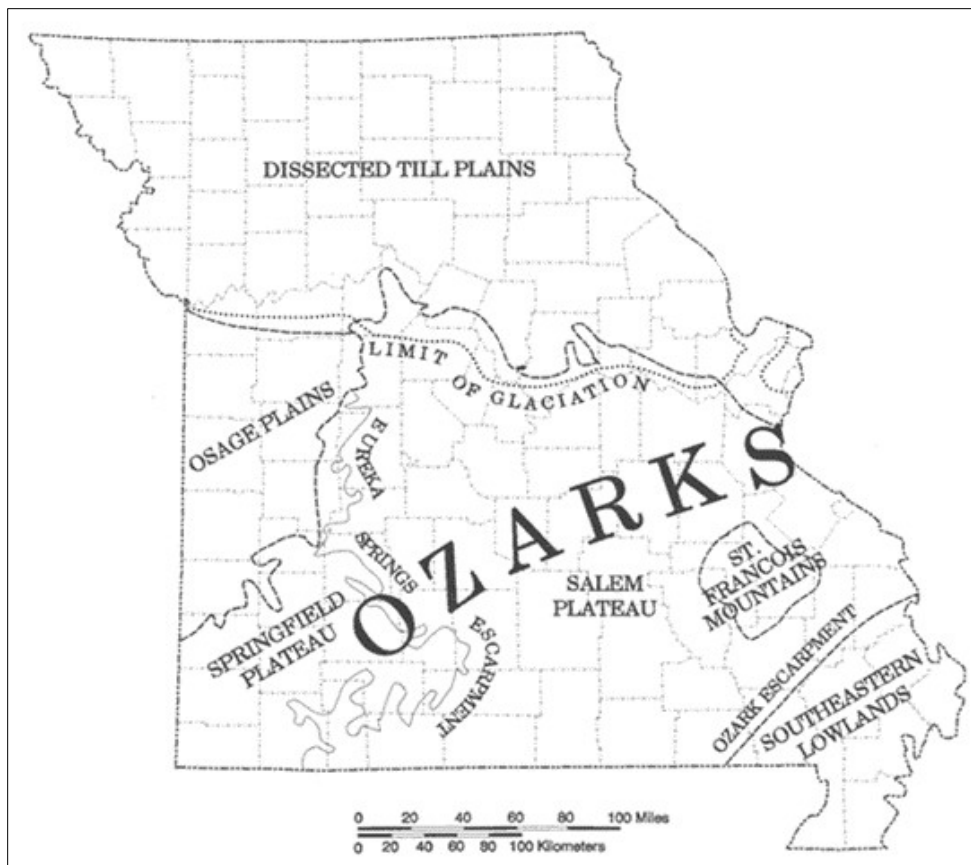 DISSECTED TILL PLAINS
LIMIT OF GLACIATION
OSAGE PLAINS
EUREKA
SPRINGS
ESCARPMENT
OZARKS
SALEM
PLATEAU
ST.
FRANCOIS
MOUNTAINS
SPRINGFIELD
PLATEAU
OZARK ESCARPMENT
SOUTHEASTERN
LOWLANDS
0 20 40 60 80 100 Miles
0 20 40 60 80 100 Kilometers